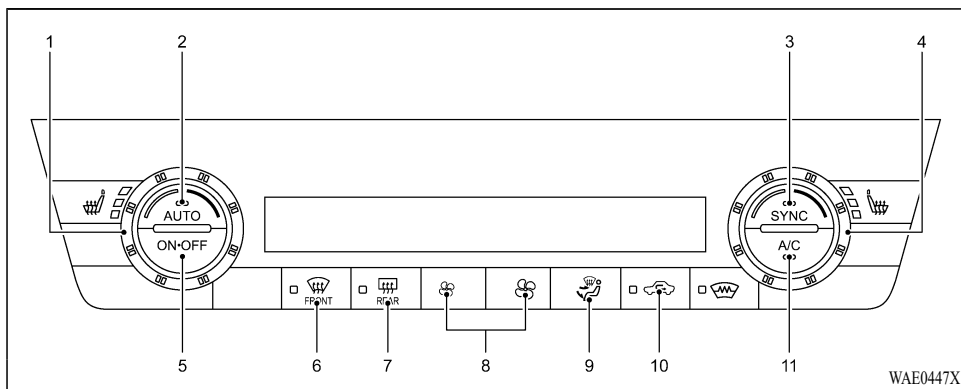 1 2 3 4
AUTO SYNC
ON•OFF A/C
FRONT REAR
5 6 7 8 9 10 11
WAE0447X